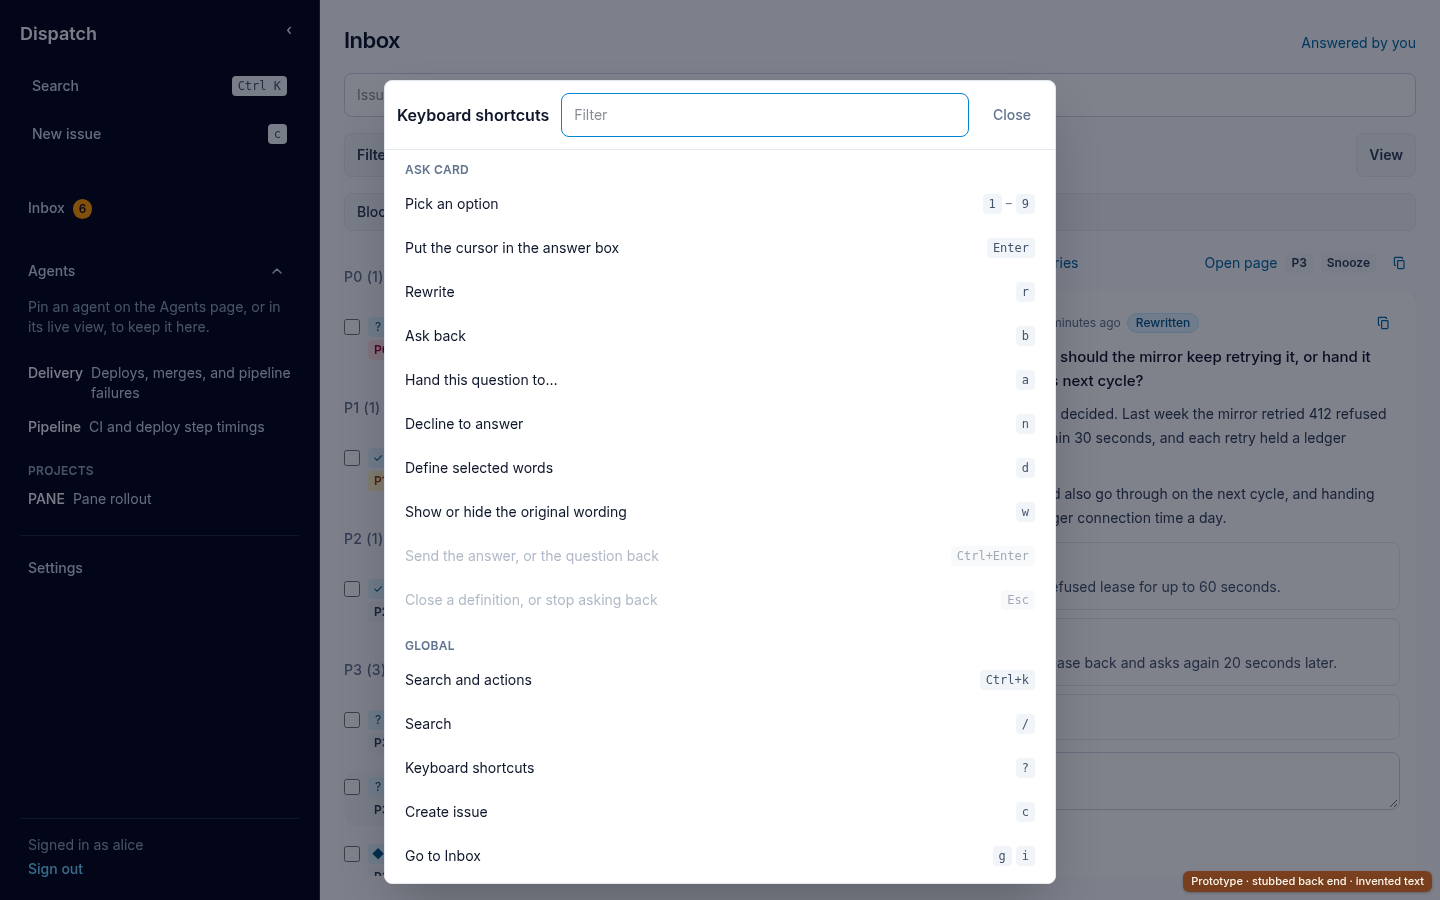 Dispatch
Search Ctrl K
New issue c
Inbox 6
Agents
Pin an agent on the Agents page, or in
its live view, to keep it here.
Delivery Deploys, merges, and pipeline
failures
Pipeline CI and deploy step timings
PROJECTS
PANE Pane rollout
Settings
Signed in as alice
Sign out
Inbox
Answered by you
View
P0 (1)
P1 (1)
P2 (1)
P3 (3)
Open page P3 Snooze
minutes ago Rewritten
should the mirror keep retrying it, or hand it
next cycle?
decided. Last week the mirror retried 412 refused
30 seconds, and each retry held a ledger
also go through on the next cycle, and handing
connection time a day.
lease for up to 60 seconds.
back and asks again 20 seconds later.
Keyboard shortcuts Filter Close
ASK CARD
Pick an option 1 – 9
Put the cursor in the answer box Enter
Rewrite r
Ask back b
Hand this question to... a
Decline to answer n
Define selected words d
Show or hide the original wording w
Send the answer, or the question back Ctrl+Enter
Close a definition, or stop asking back Esc
GLOBAL
Search and actions Ctrl+k
Search /
Keyboard shortcuts ?
Create issue c
Go to Inbox g i
Prototype · stubbed back end · invented text